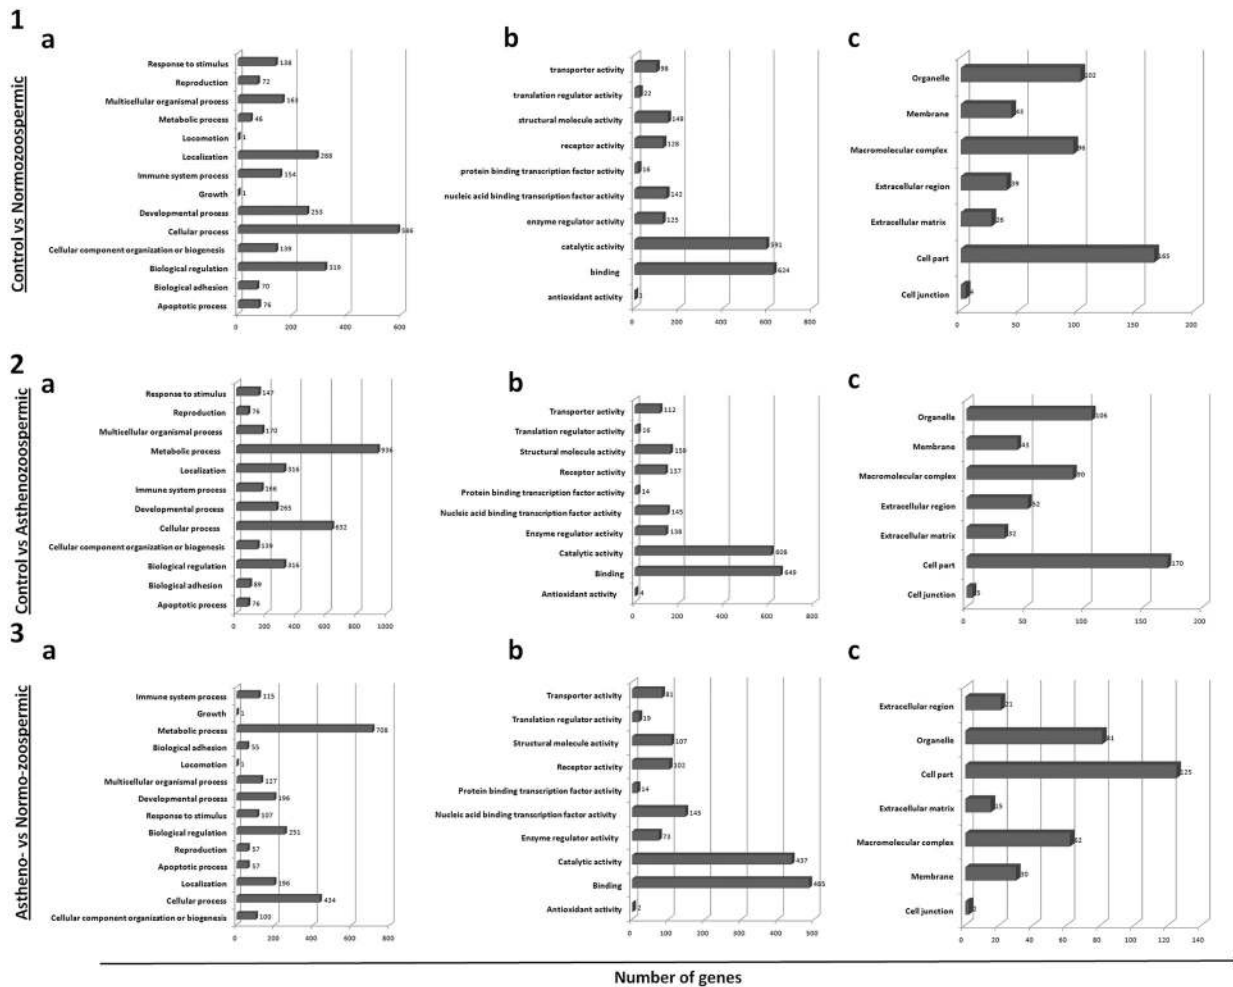 1
a
b
c
Control vs Normozoospermic
Response to stimulus 138
Reproduction 72
Multicellular organismal process 163
Metabolic process 46
Locomotion 1
Localization 288
Immune system process 154
Growth 1
Developmental process 253
Cellular process 586
Cellular component organization or biogenesis 139
Biological regulation 319
Biological adhesion 70
Apoptotic process 76
0 200 400 600
transporter activity 98
translation regulator activity 22
structural molecule activity 149
receptor activity 128
protein binding transcription factor activity 16
nucleic acid binding transcription factor activity 142
enzyme regulator activity 125
catalytic activity 591
binding 624
antioxidant activity
0 200 400 600 800
Organelle 102
Membrane
Macromolecular complex 96
Extracellular region 39
Extracellular matrix 26
Cell part 165
Cell junction
0 50 100 150 200
2
a
b
c
Control vs Asthenozoospermic
Response to stimulus 147
Reproduction 76
Multicellular organismal process 170
Metabolic process 936
Localization 316
Immune system process
Developmental process 265
Cellular process 632
Cellular component organization or biogenesis 139
Biological regulation 316
Biological adhesion 89
Apoptotic process 76
0 200 400 600 800 1000
Transporter activity 112
Translation regulator activity 16
Structural molecule activity
Receptor activity 137
Protein binding transcription factor activity 14
Nucleic acid binding transcription factor activity 145
Enzyme regulator activity 138
Catalytic activity
Binding 649
Antioxidant activity 4
0 200 400 600 800
Organelle 106
Membrane 43
Macromolecular complex 90
Extracellular region 52
Extracellular matrix 32
Cell part 170
Cell junction
0 50 100 150 200
3
a
b
c
Astheno- vs Normo-zoospermic
Immune system process 115
Growth 1
Metabolic process 708
Biological adhesion 55
Locomotion 1
Multicellular organismal process 127
Developmental process 196
Response to stimulus 107
Biological regulation 251
Reproduction 57
Apoptotic process 57
Localization 196
Cellular process 434
Cellular component organization or biogenesis 100
0 200 400 600 800
Transporter activity 81
Translation regulator activity 19
Structural molecule activity 107
Receptor activity 102
Protein binding transcription factor activity 14
Nucleic acid binding transcription factor activity 145
Enzyme regulator activity 73
Catalytic activity 437
Binding 485
Antioxidant activity 2
0 100 200 300 400 500
Extracellular region 21
Organelle 81
Cell part 125
Extracellular matrix 15
Macromolecular complex 62
Membrane 30
Cell junction 2
0 20 40 60 80 100 120 140
Number of genes